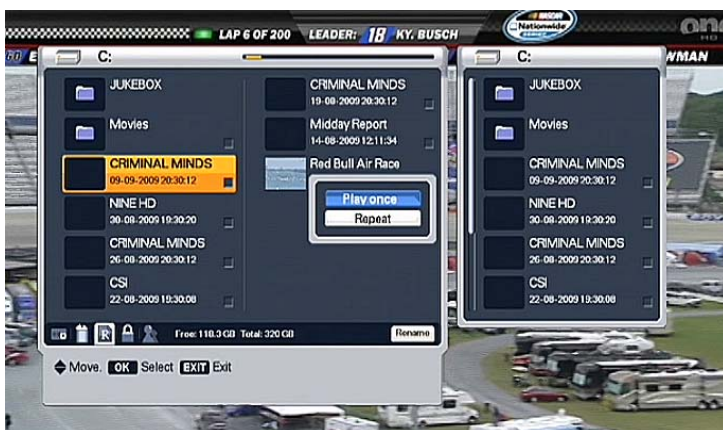 LAP 6 OF 200 LEADER: 18 KY. BUSCH
Nationwide
SERIES
one
HD
60
WMAN
C:
JUKEBOX
Movies
CRIMINAL MINDS
09-09-2009 20:30:12
NINE HD
30-08-2009 19:30:20
CRIMINAL MINDS
26-08-2009 20:30:12
CSI
22-08-2009 19:30:08
CRIMINAL MINDS
19-08-2009 20:30:12
Midday Report
14-08-2009 12:11:34
Red Bull Air Race
Play once
Repeat
R Free: 118.3 GB Total: 320 GB Rename
Move. OK Select EXIT Exit
C:
JUKEBOX
Movies
CRIMINAL MINDS
09-09-2009 20:30:12
NINE HD
30-08-2009 19:30:20
CRIMINAL MINDS
26-08-2009 20:30:12
CSI
22-08-2009 19:30:08